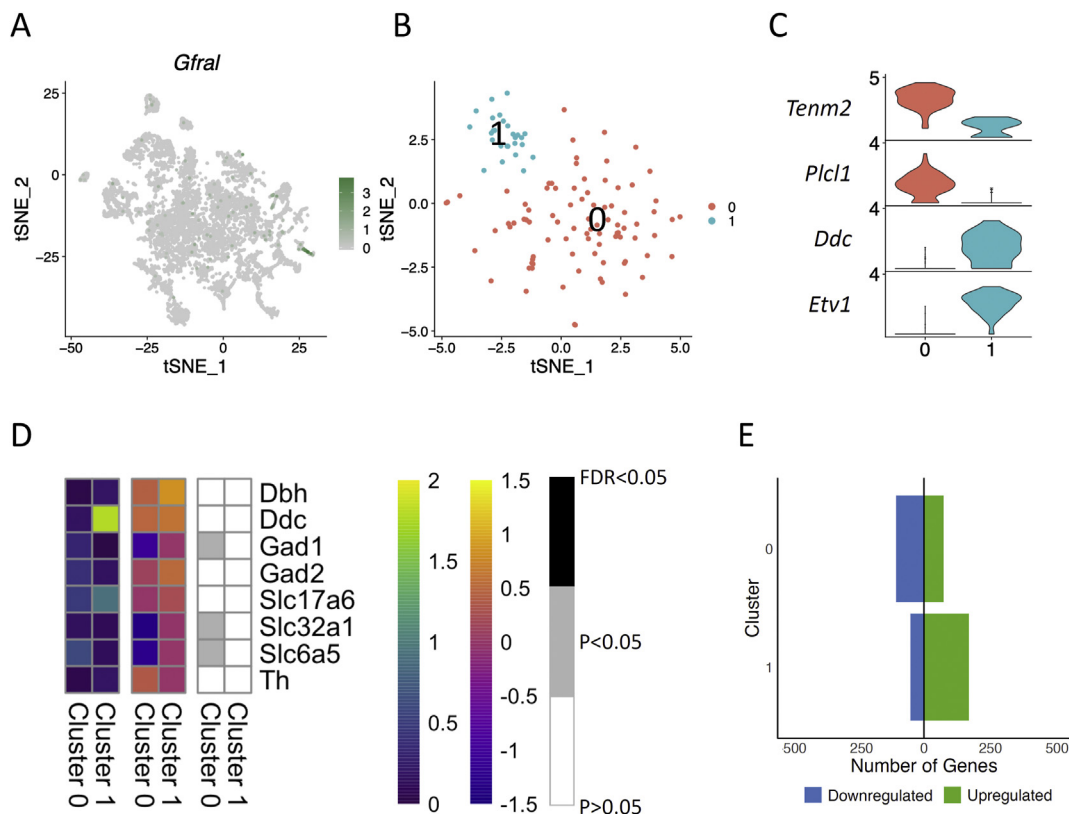 A
Gfral
25
0
−25
tSNE_2
−50
−25
0
25
tSNE_1
3
2
1
0
B
2.5
0.0
−2.5
−5.0
tSNE_2
−5.0
−2.5
0.0
2.5
5.0
tSNE_1
1
0
0
1
C
5
Tenm2
4
Plcl1
4
Ddc
4
Etv1
0 1
D
Dbh
Ddc
Gad1
Gad2
Slc17a6
Slc32a1
Slc6a5
Th
Cluster 0
Cluster 1
Cluster 0
Cluster 1
Cluster 0
Cluster 1
2
1.5
1
0.5
0
1.5
1
0.5
0
-0.5
-1
-1.5
FDR<0.05
P<0.05
P>0.05
E
Cluster
0
1
500 250 0 250 500
Number of Genes
Downregulated Upregulated